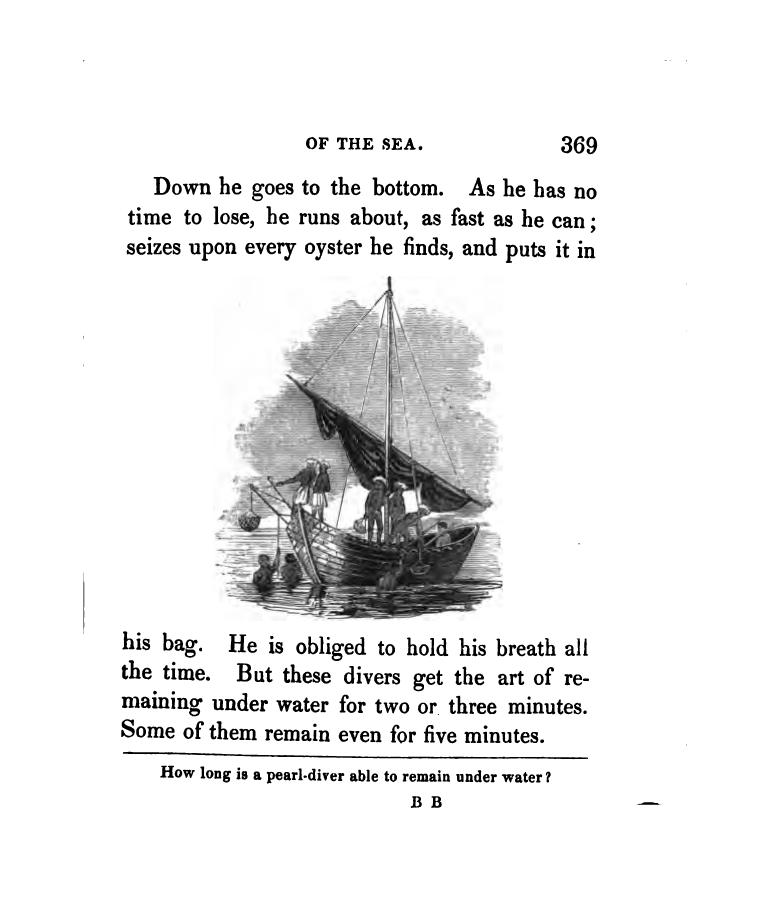 OF THE SEA. 369
Down he goes to the bottom. As he has no
time to lose, he runs about, as fast as he can ;
seizes upon every oyster he finds, and puts it in
his bag. He is obliged to hold his breath all
the time. But these divers get the art of re-
maining under water for two or three minutes.
Some of them remain even for five minutes.
How long is a pearl-diver able to remain under water?
B B